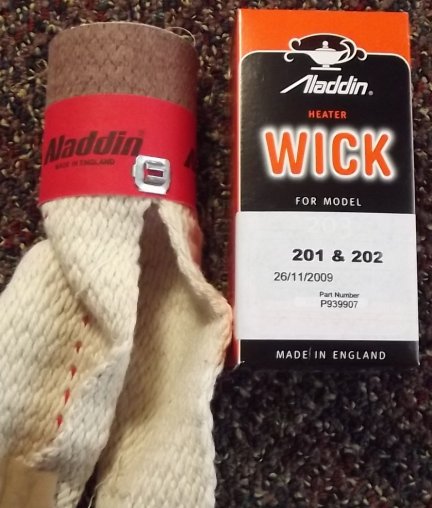 Aladdin
MADE IN ENGLAND
Aladdin®
HEATER
WICK
FOR MODEL
201 & 202
26/11/2009
Part Number
P939907
MADE IN ENGLAND